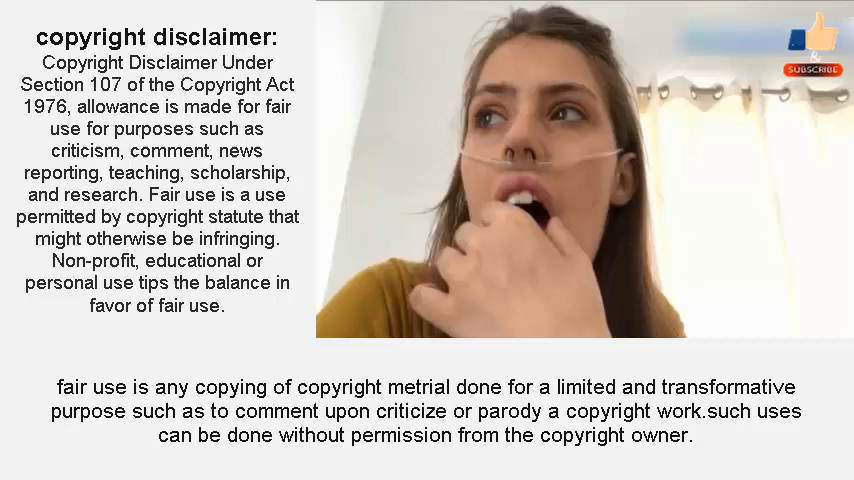 copyright disclaimer:
Copyright Disclaimer Under
Section 107 of the Copyright Act
1976, allowance is made for fair
use for purposes such as
criticism, comment, news
reporting, teaching, scholarship,
and research. Fair use is a use
permitted by copyright statute that
might otherwise be infringing.
Non-profit, educational or
personal use tips the balance in
favor of fair use.
&
SUBSCRIBE
fair use is any copying of copyright metrial done for a limited and transformative
purpose such as to comment upon criticize or parody a copyright work.such uses
can be done without permission from the copyright owner.